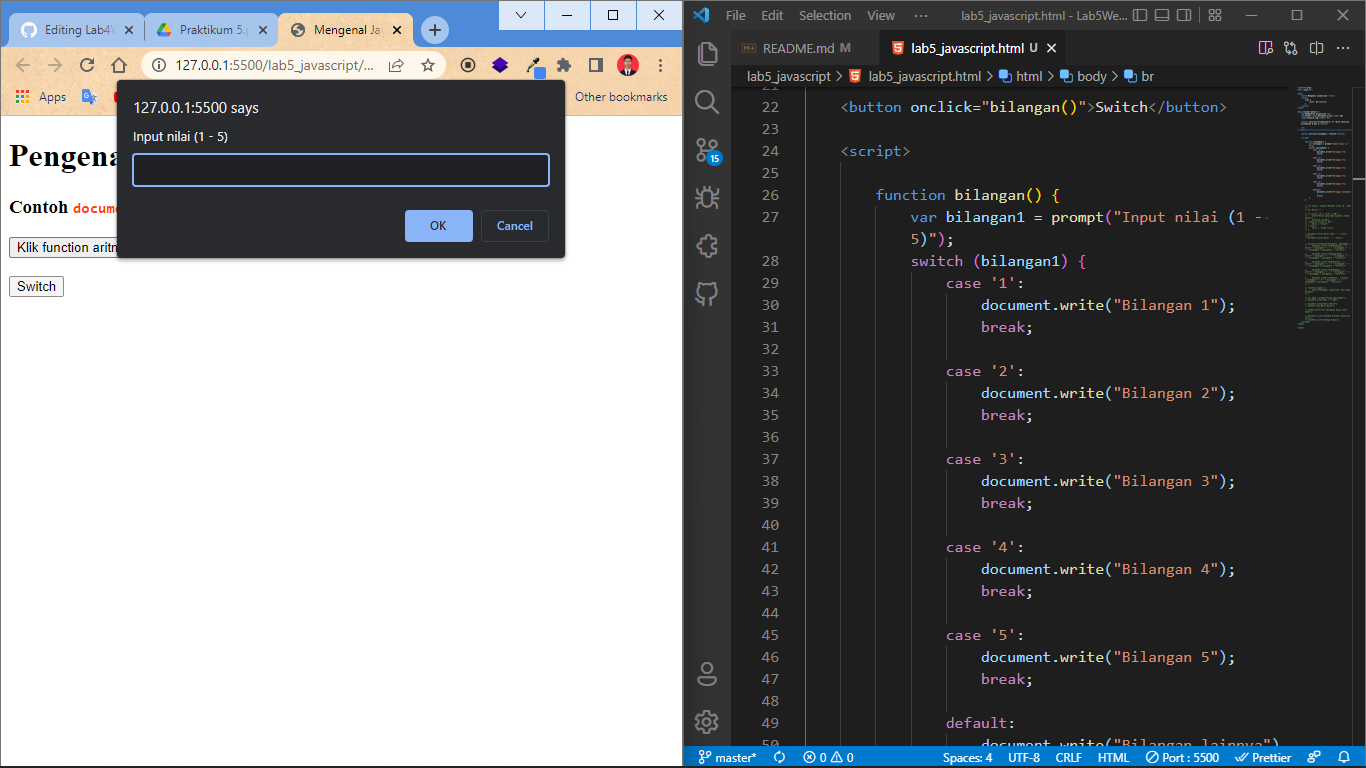 Editing Lab4W
Praktikum 5.p
Mengenal Ja
127.0.0.1:5500/lab5_javascript/...
Apps
Other bookmarks
127.0.0.1:5500 says
Input nilai (1 - 5)
OK
Cancel
Pengena
Contoh docume
Klik function aritm
Switch
File Edit Selection View ··· lab5_javascript.html - Lab5We...
README.md M
lab5_javascript.html U
lab5_javascript > lab5_javascript.html > html > body > br
15
21
22 <button onclick="bilangan()">Switch</button>
23
24 <script>
25
26 function bilangan() {
27 var bilangan1 = prompt("Input nilai (1 -
5)");
28 switch (bilangan1) {
29 case '1':
30 document.write("Bilangan 1");
31 break;
32
33 case '2':
34 document.write("Bilangan 2");
35 break;
36
37 case '3':
38 document.write("Bilangan 3");
39 break;
40
41 case '4':
42 document.write("Bilangan 4");
43 break;
44
45 case '5':
46 document.write("Bilangan 5");
47 break;
48
49 default:
50 document.write("Bilangan lainnya")
master* 0 0 Spaces: 4 UTF-8 CRLF HTML Port : 5500 Prettier